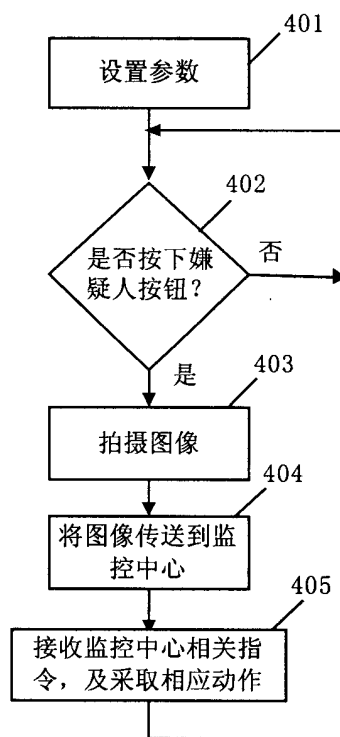 401
设置参数
402
是否按下嫌
疑人按钮？
否
是
403
拍摄图像
404
将图像传送到监
控中心
405
接收监控中心相关指
令，及采取相应动作